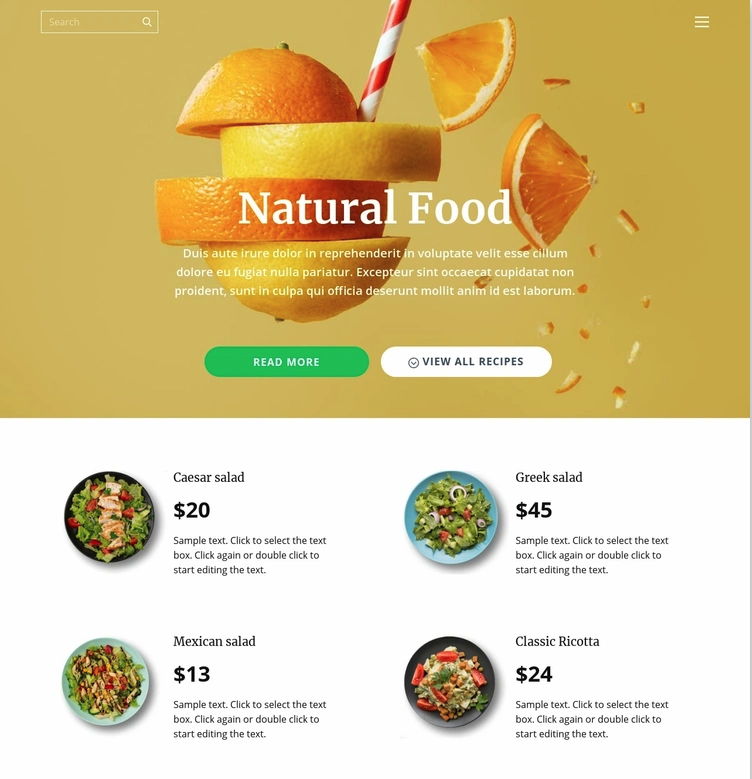 Search
Natural Food
Duis aute irure dolor in reprehenderit in voluptate velit esse cillum
dolore eu fugiat nulla pariatur. Excepteur sint occaecat cupidatat non
proident, sunt in culpa qui officia deserunt mollit anim id est laborum.
READ MORE
VIEW ALL RECIPES
Caesar salad
$20
Sample text. Click to select the text
box. Click again or double click to
start editing the text.
Greek salad
$45
Sample text. Click to select the text
box. Click again or double click to
start editing the text.
Mexican salad
$13
Sample text. Click to select the text
box. Click again or double click to
start editing the text.
Classic Ricotta
$24
Sample text. Click to select the text
box. Click again or double click to
start editing the text.